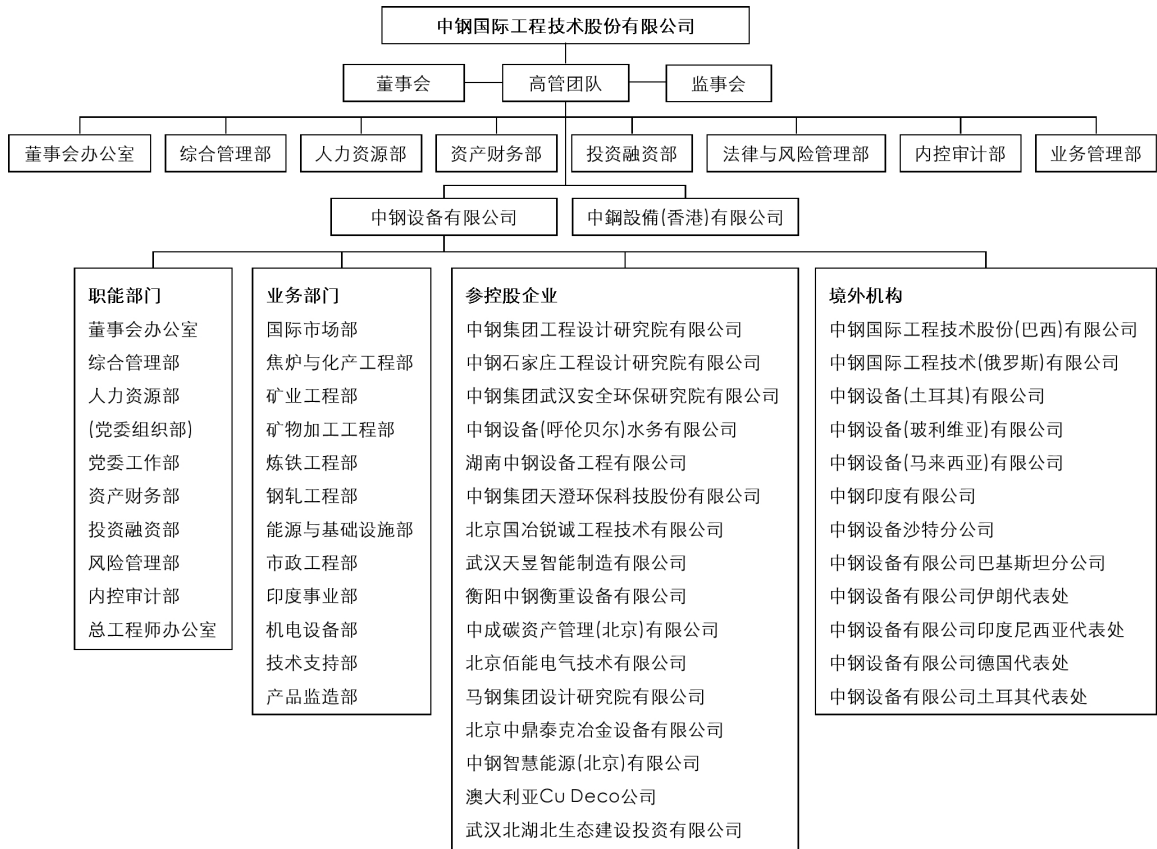 中钢国际工程技术股份有限公司
董事会
高管团队
监事会
董事会办公室
综合管理部
人力资源部
资产财务部
投资融资部
法律与风险管理部
内控审计部
业务管理部
中钢设备有限公司
中鋼設備(香港)有限公司
职能部门
董事会办公室
综合管理部
人力资源部
(党委组织部)
党委工作部
资产财务部
投资融资部
风险管理部
内控审计部
总工程师办公室
业务部门
国际市场部
焦炉与化产工程部
矿业工程部
矿物加工工程部
炼铁工程部
钢轧工程部
能源与基础设施部
市政工程部
印度事业部
机电设备部
技术支持部
产品监造部
参控股企业
中钢集团工程设计研究院有限公司
中钢石家庄工程设计研究院有限公司
中钢集团武汉安全环保研究院有限公司
中钢设备(呼伦贝尔)水务有限公司
湖南中钢设备工程有限公司
中钢集团天澄环保科技股份有限公司
北京国冶锐诚工程技术有限公司
武汉天昱智能制造有限公司
衡阳中钢衡重设备有限公司
中成碳资产管理(北京)有限公司
北京佰能电气技术有限公司
马钢集团设计研究院有限公司
北京中鼎泰克冶金设备有限公司
中钢智慧能源(北京)有限公司
澳大利亚Cu Deco公司
武汉北湖北生态建设投资有限公司
境外机构
中钢国际工程技术股份(巴西)有限公司
中钢国际工程技术(俄罗斯)有限公司
中钢设备(土耳其)有限公司
中钢设备(玻利维亚)有限公司
中钢设备(马来西亚)有限公司
中钢印度有限公司
中钢设备沙特分公司
中钢设备有限公司巴基斯坦分公司
中钢设备有限公司伊朗代表处
中钢设备有限公司印度尼西亚代表处
中钢设备有限公司德国代表处
中钢设备有限公司土耳其代表处